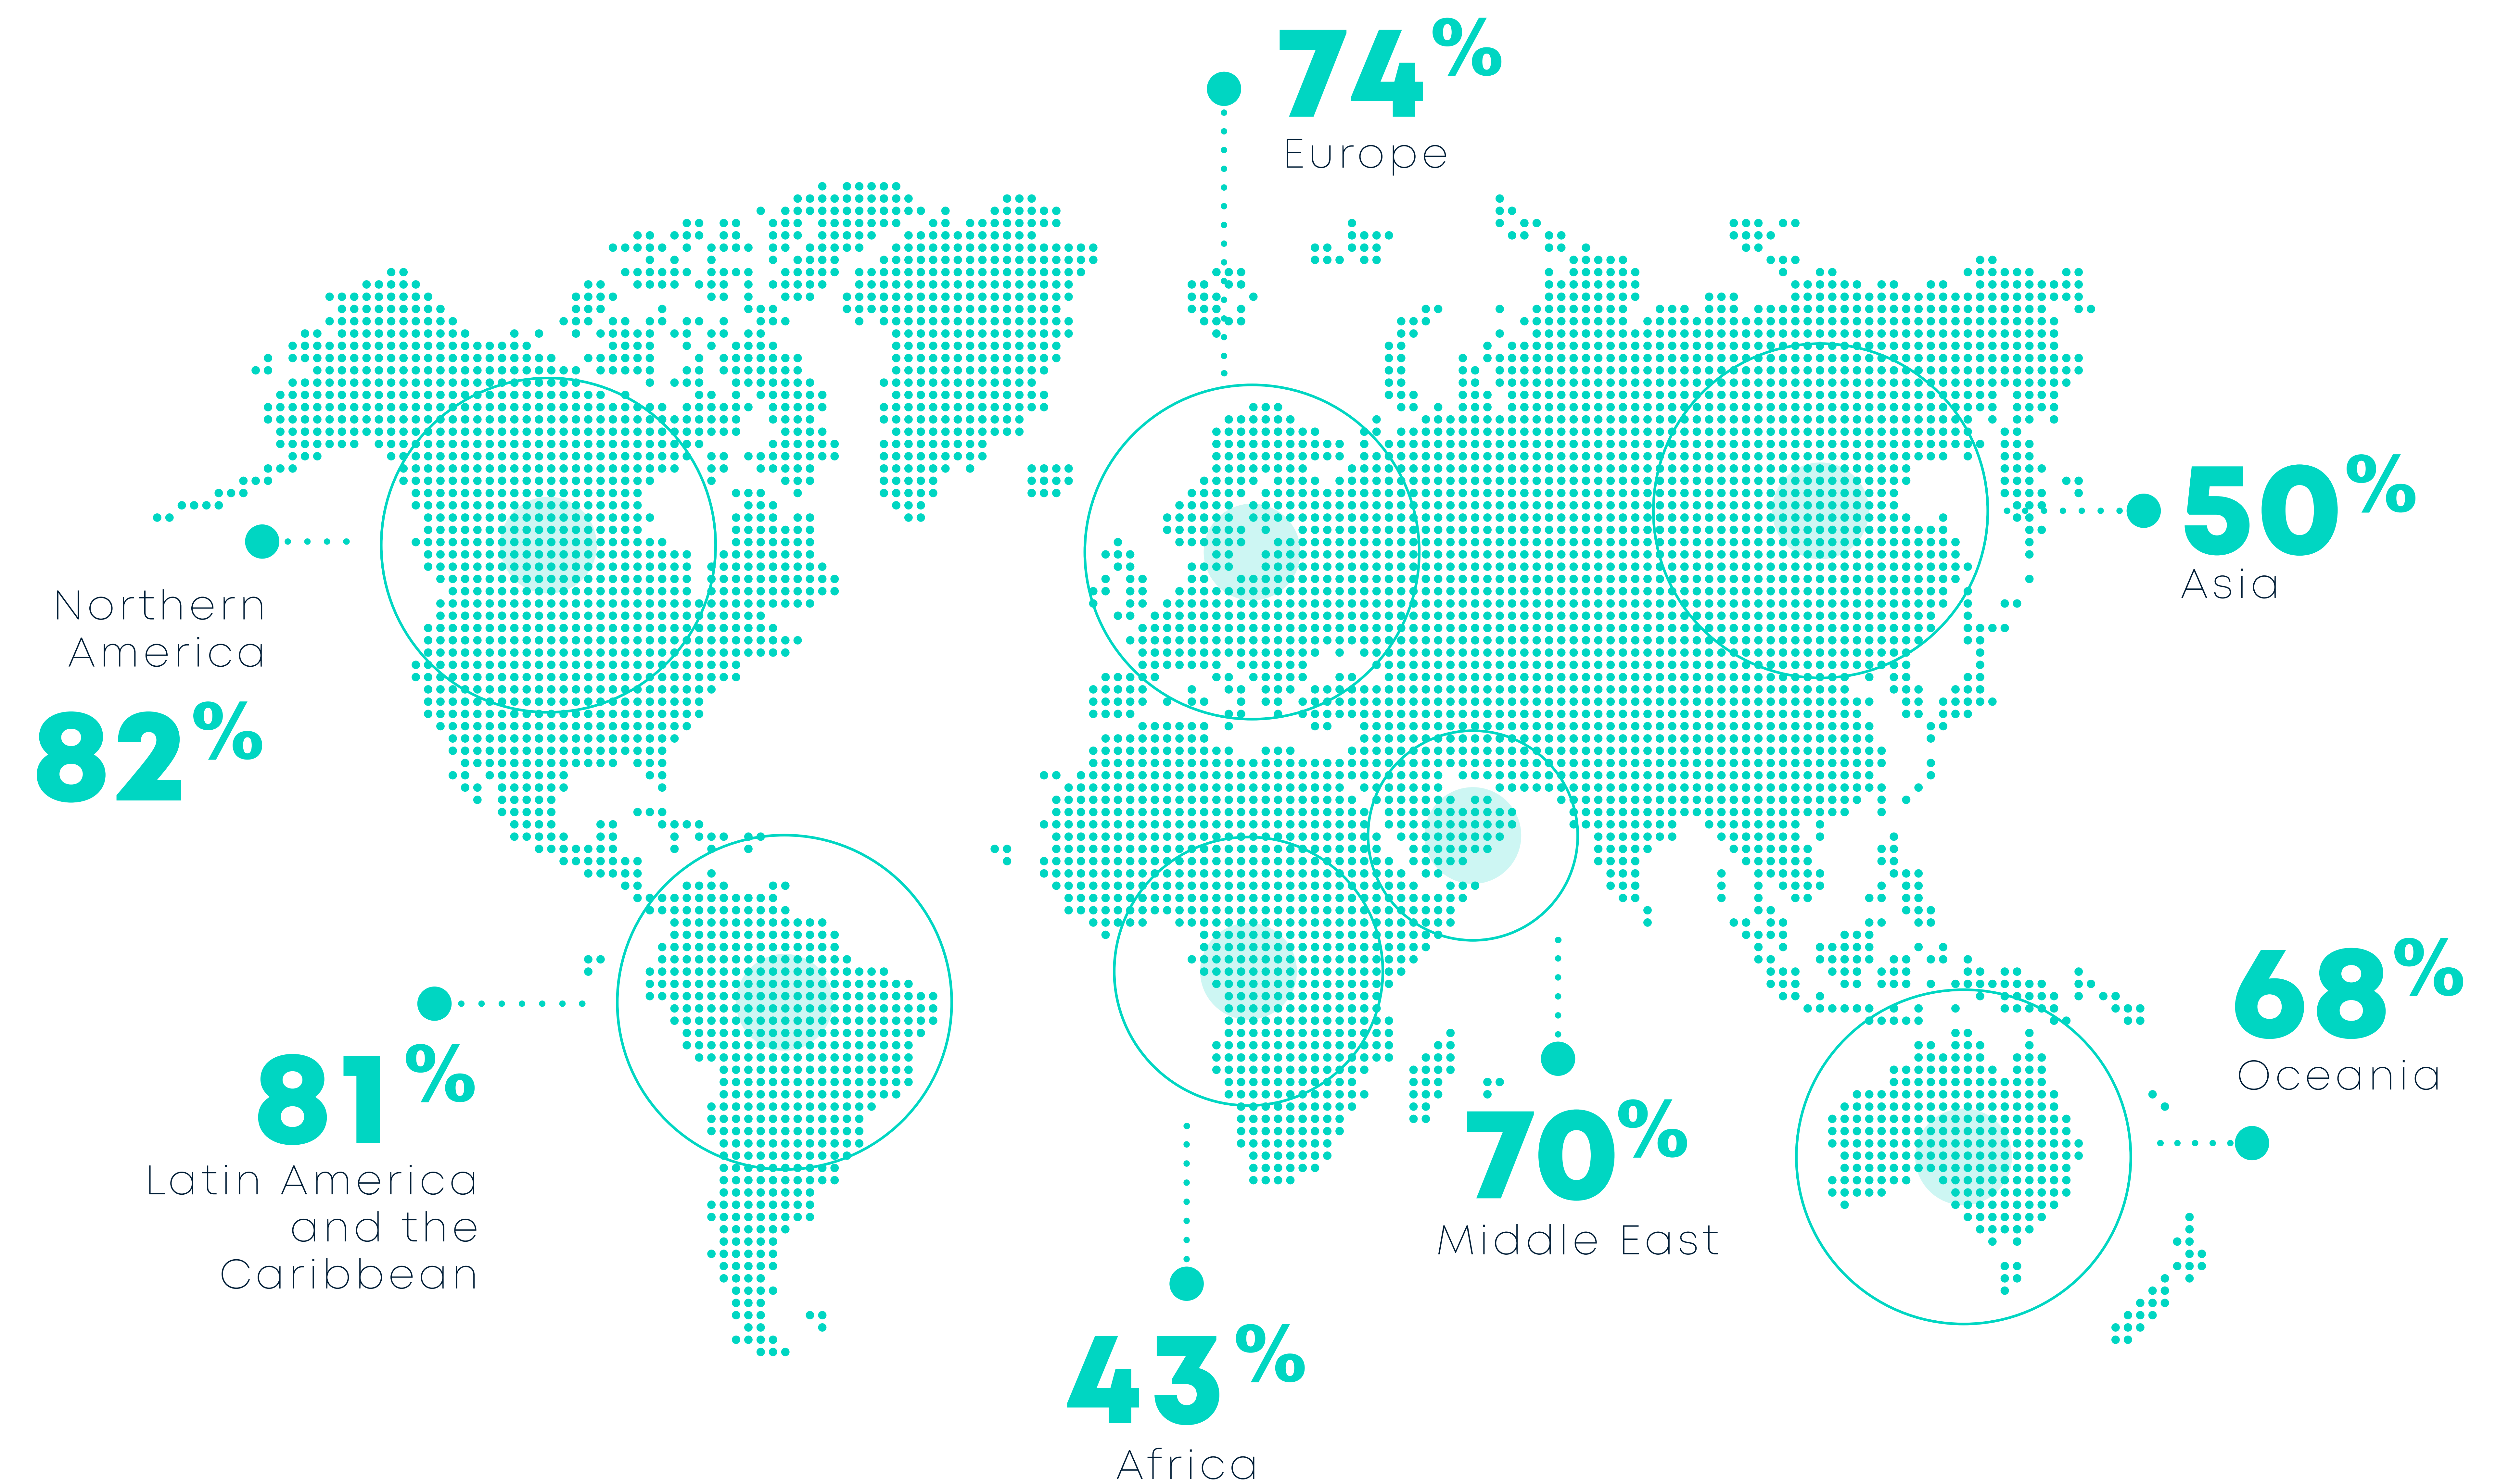 74%
Europe
50%
Asia
Northern
America
82%
68%
Oceania
81%
Latin America
and the
Caribbean
70%
Middle East
43%
Africa